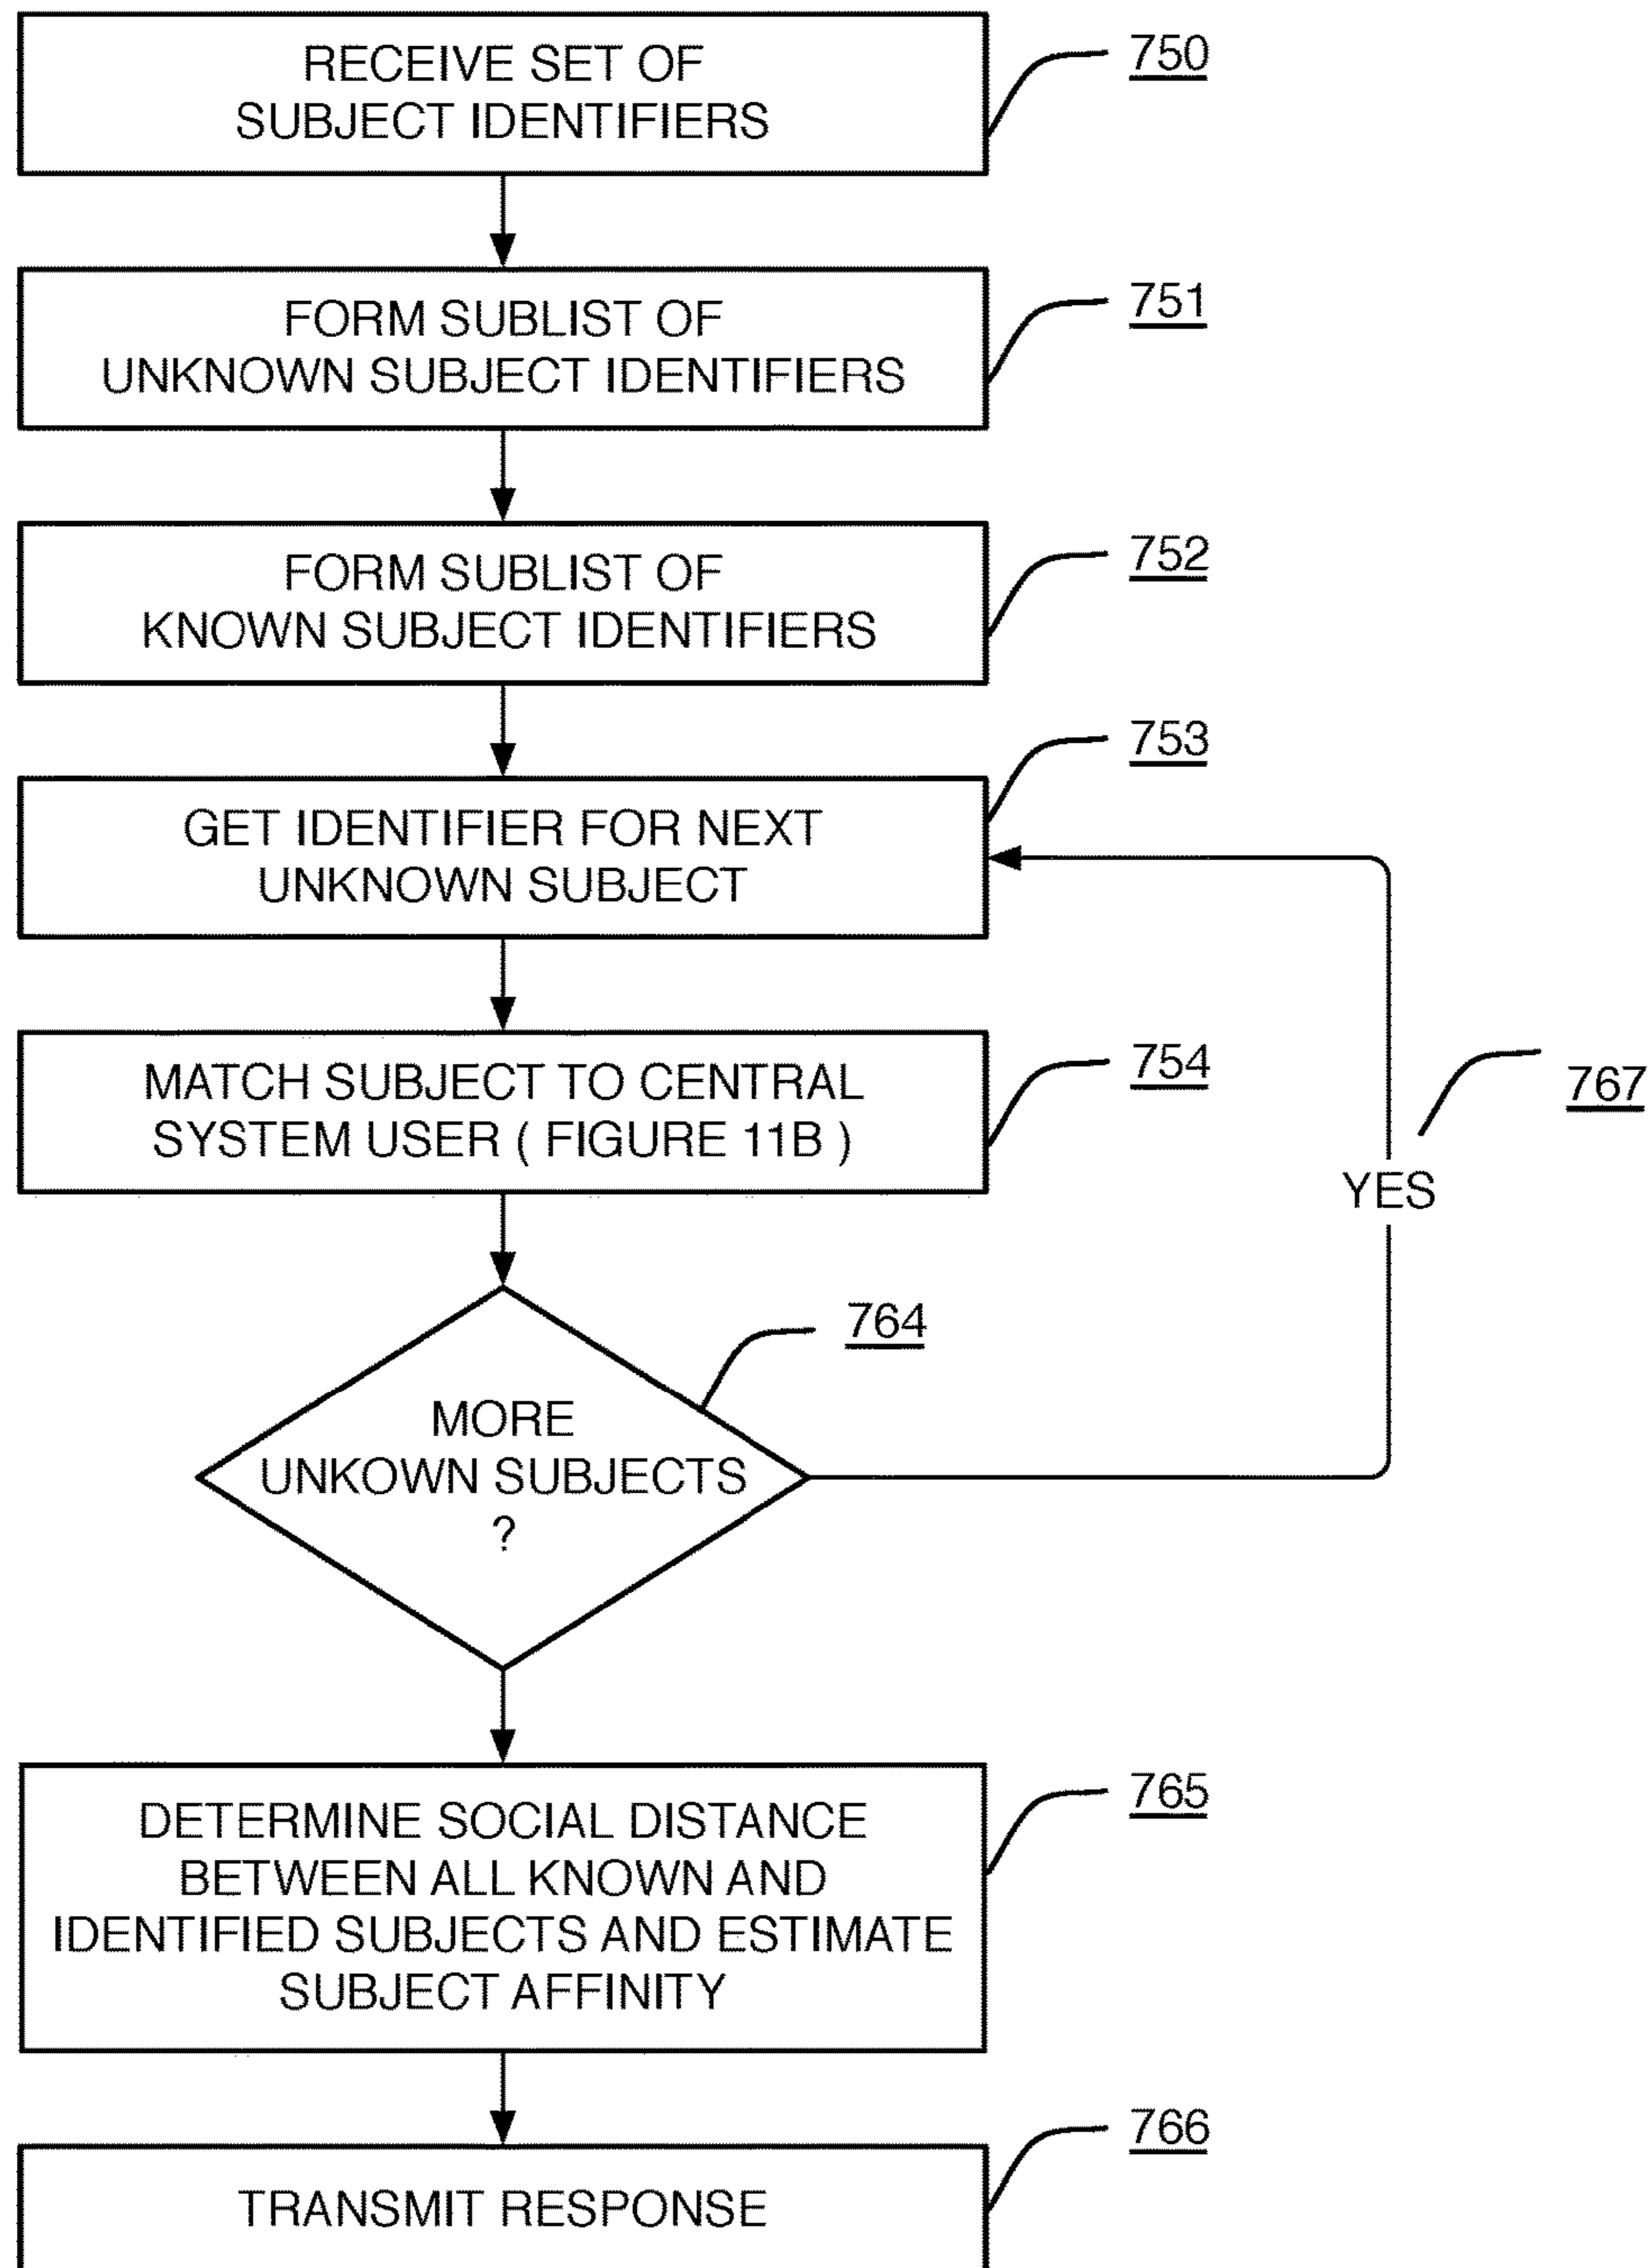 RECEIVE SET OF
SUBJECT IDENTIFIERS
750
FORM SUBLIST OF
UNKNOWN SUBJECT IDENTIFIERS
751
FORM SUBLIST OF
KNOWN SUBJECT IDENTIFIERS
752
GET IDENTIFIER FOR NEXT
UNKNOWN SUBJECT
753
MATCH SUBJECT TO CENTRAL
SYSTEM USER ( FIGURE 11B )
754
767
YES
764
MORE
UNKOWN SUBJECTS
?
DETERMINE SOCIAL DISTANCE
BETWEEN ALL KNOWN AND
IDENTIFIED SUBJECTS AND ESTIMATE
SUBJECT AFFINITY
765
TRANSMIT RESPONSE
766